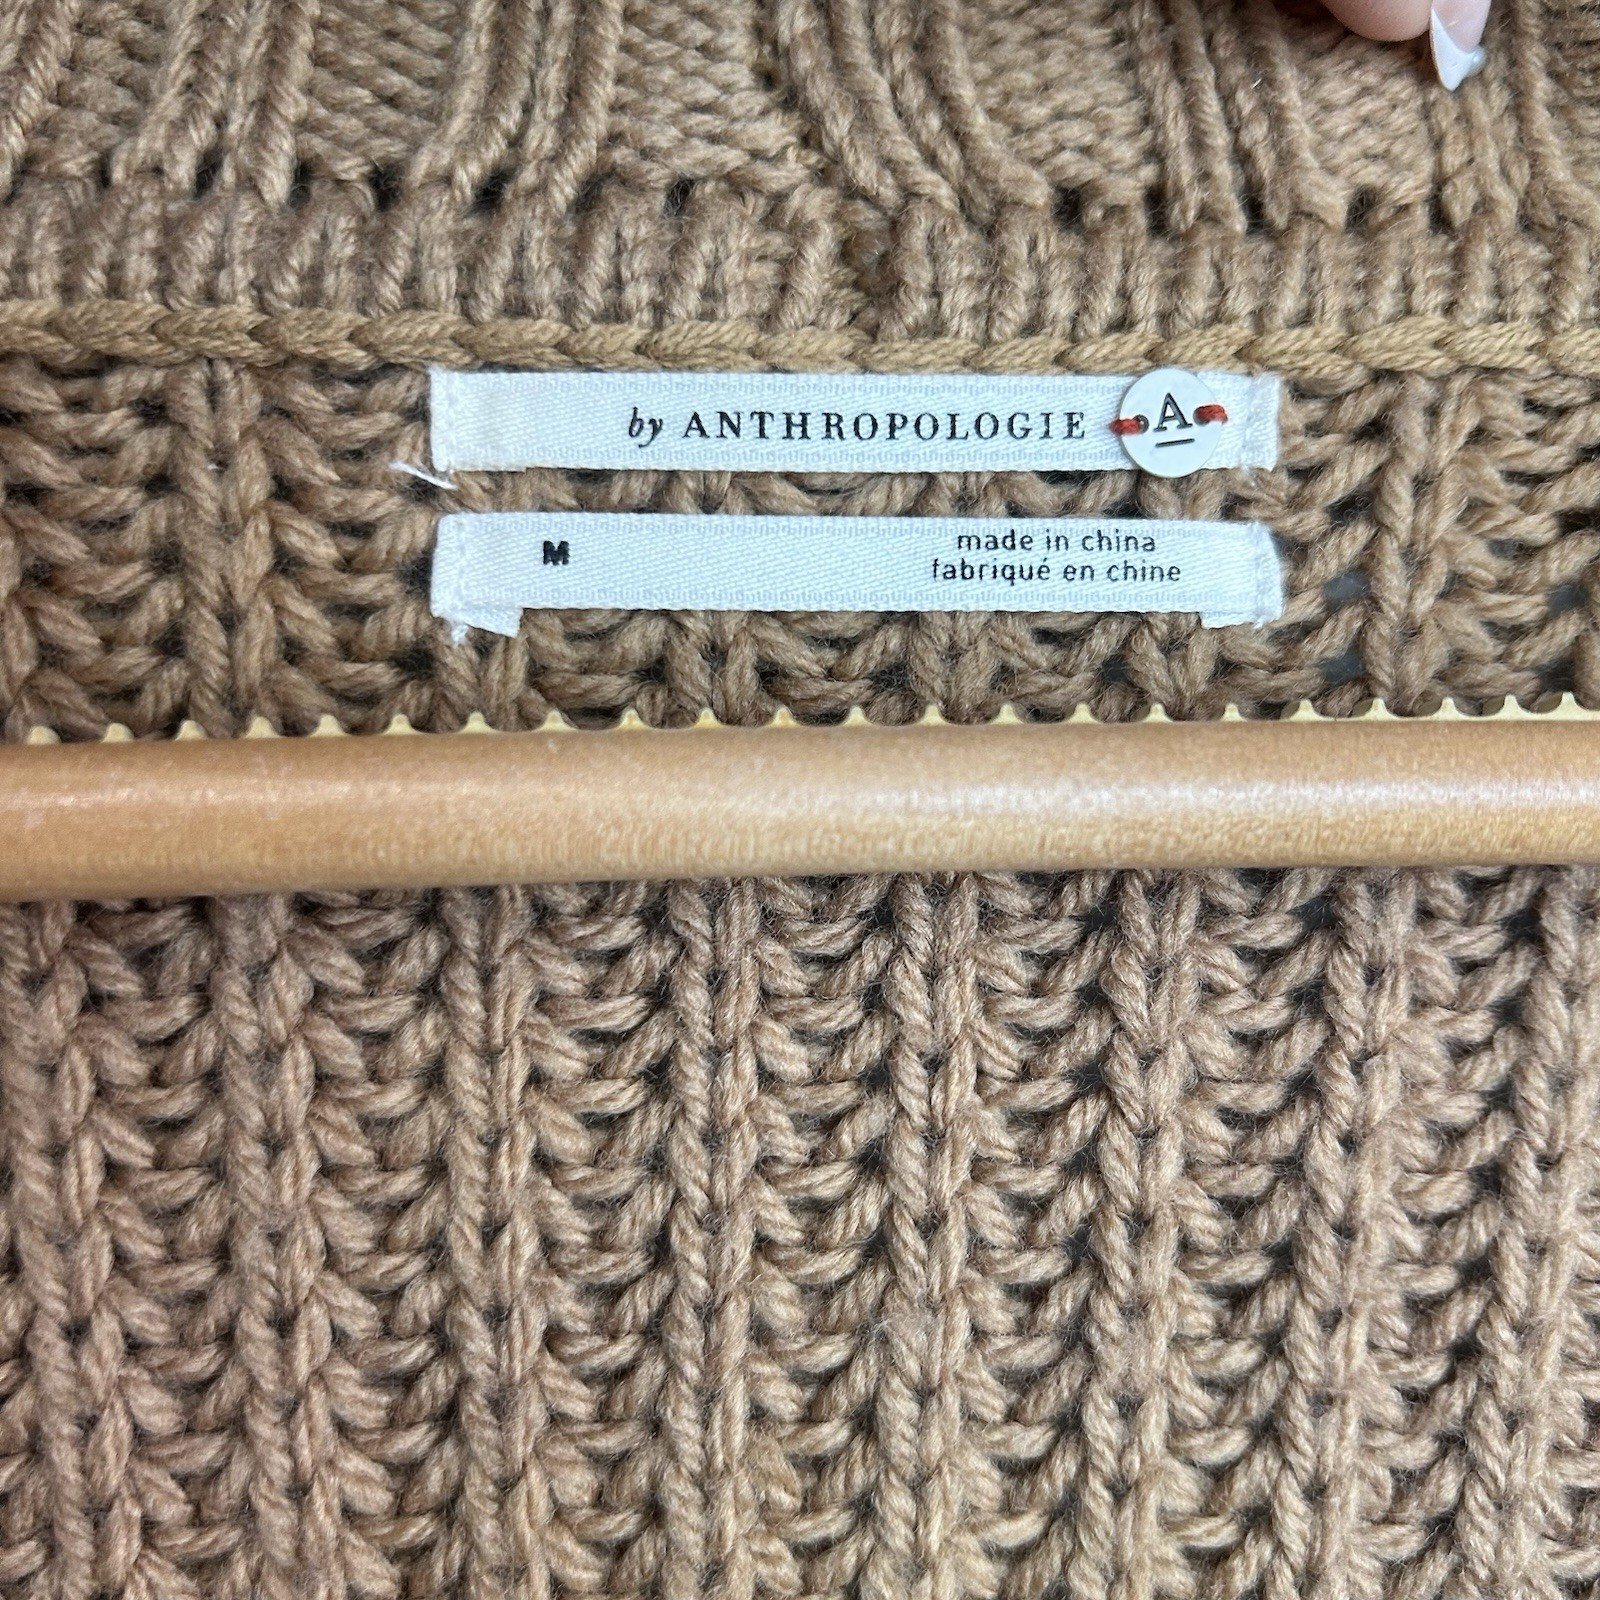 by ANTHROPOLOGIE A
M
made in china
fabriqué en chine